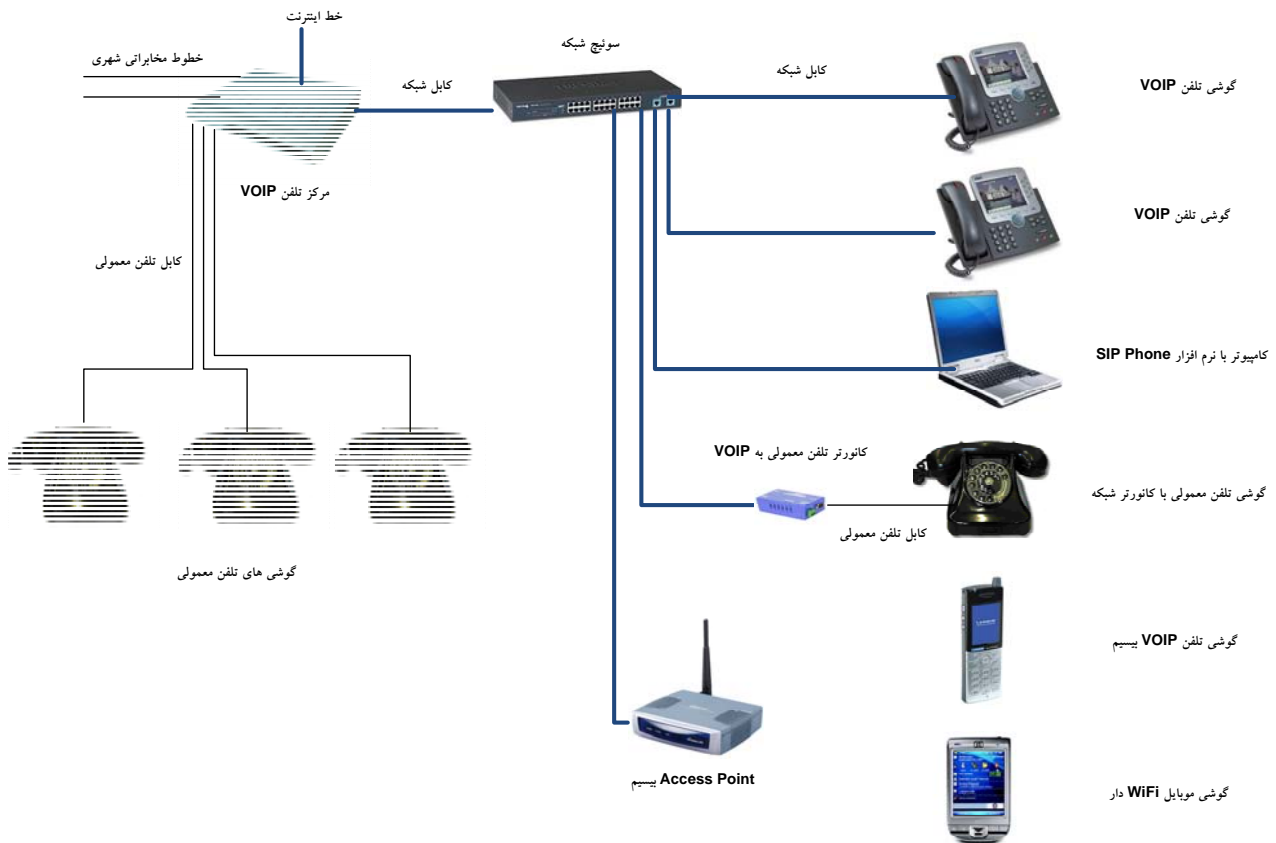 خط اینترنت
خطوط مخابراتی شهری
سوئیچ شبکه
کابل شبکه
کابل شبکه
گوشی تلفن VOIP
مرکز تلفن VOIP
گوشی تلفن VOIP
کابل تلفن معمولی
کامپیوتر با نرم افزار SIP Phone
کانورتر تلفن معمولی به VOIP
گوشی تلفن معمولی با کانورتر شبکه
کابل تلفن معمولی
گوشی های تلفن معمولی
گوشی تلفن VOIP بیسیم
Access Point بیسیم
گوشی موبایل WiFi دار